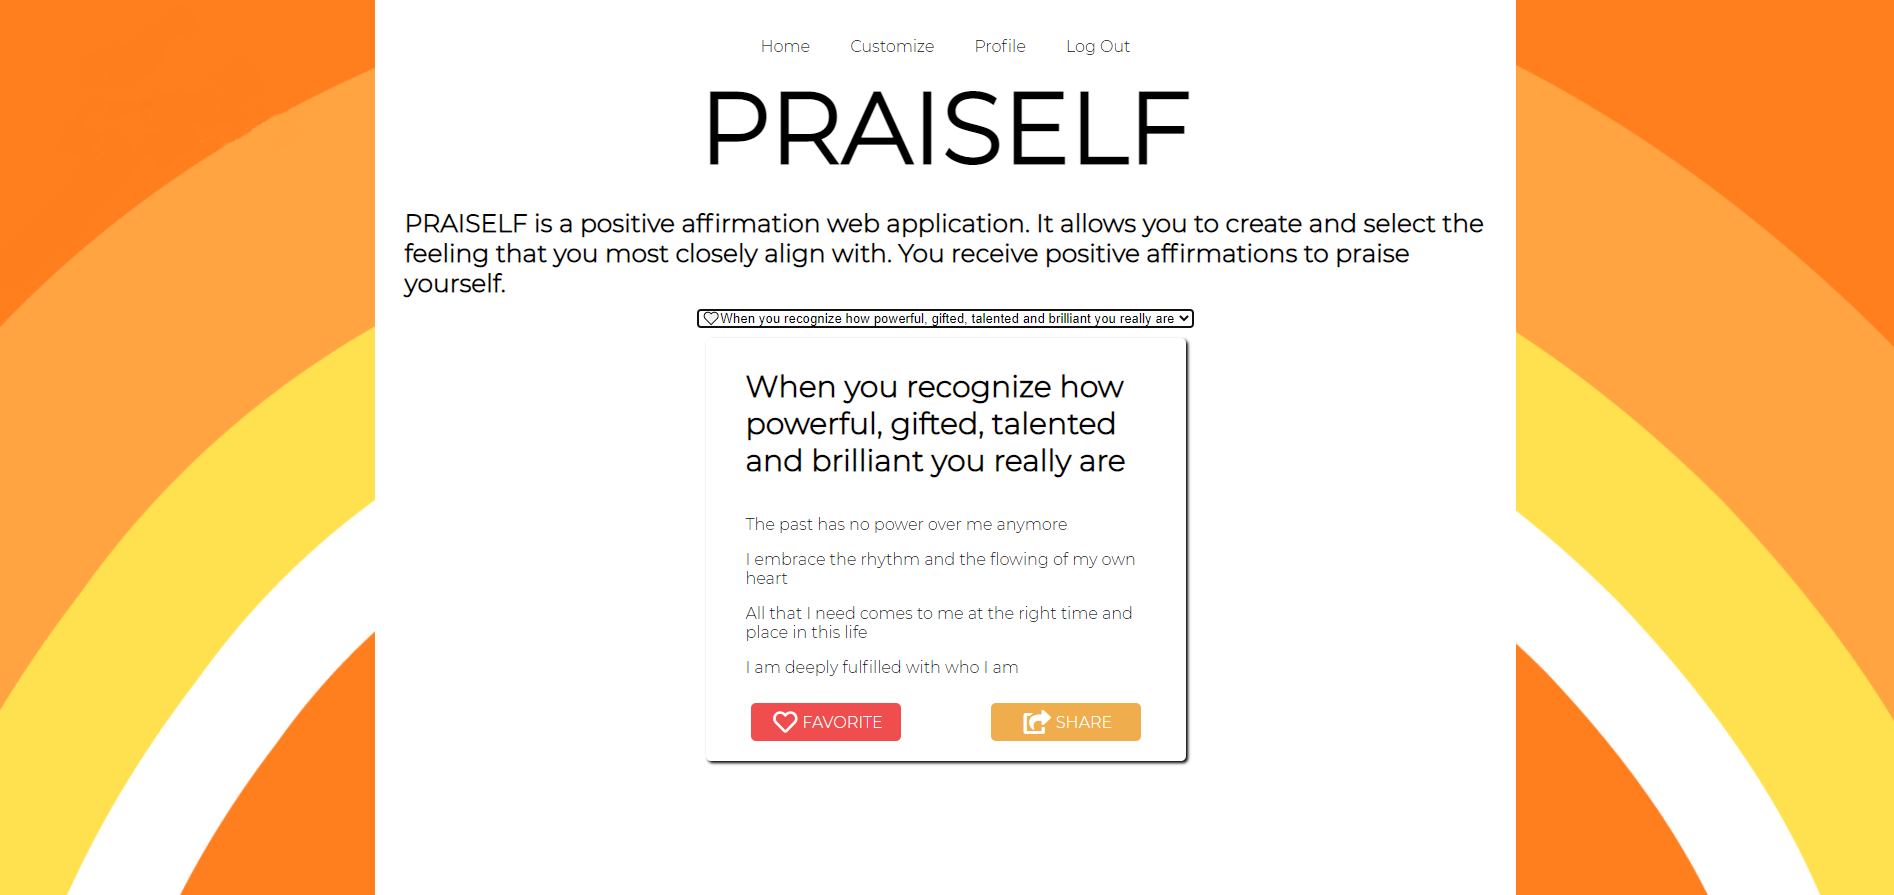 Home Customize Profile Log Out
PRAISELF
PRAISELF is a positive affirmation web application. It allows you to create and select the
feeling that you most closely align with. You receive positive affirmations to praise
yourself.
When you recognize how powerful, gifted, talented and brilliant you really are
When you recognize how
powerful, gifted, talented
and brilliant you really are
The past has no power over me anymore
I embrace the rhythm and the flowing of my own
heart
All that I need comes to me at the right time and
place in this life
I am deeply fulfilled with who I am
FAVORITE SHARE